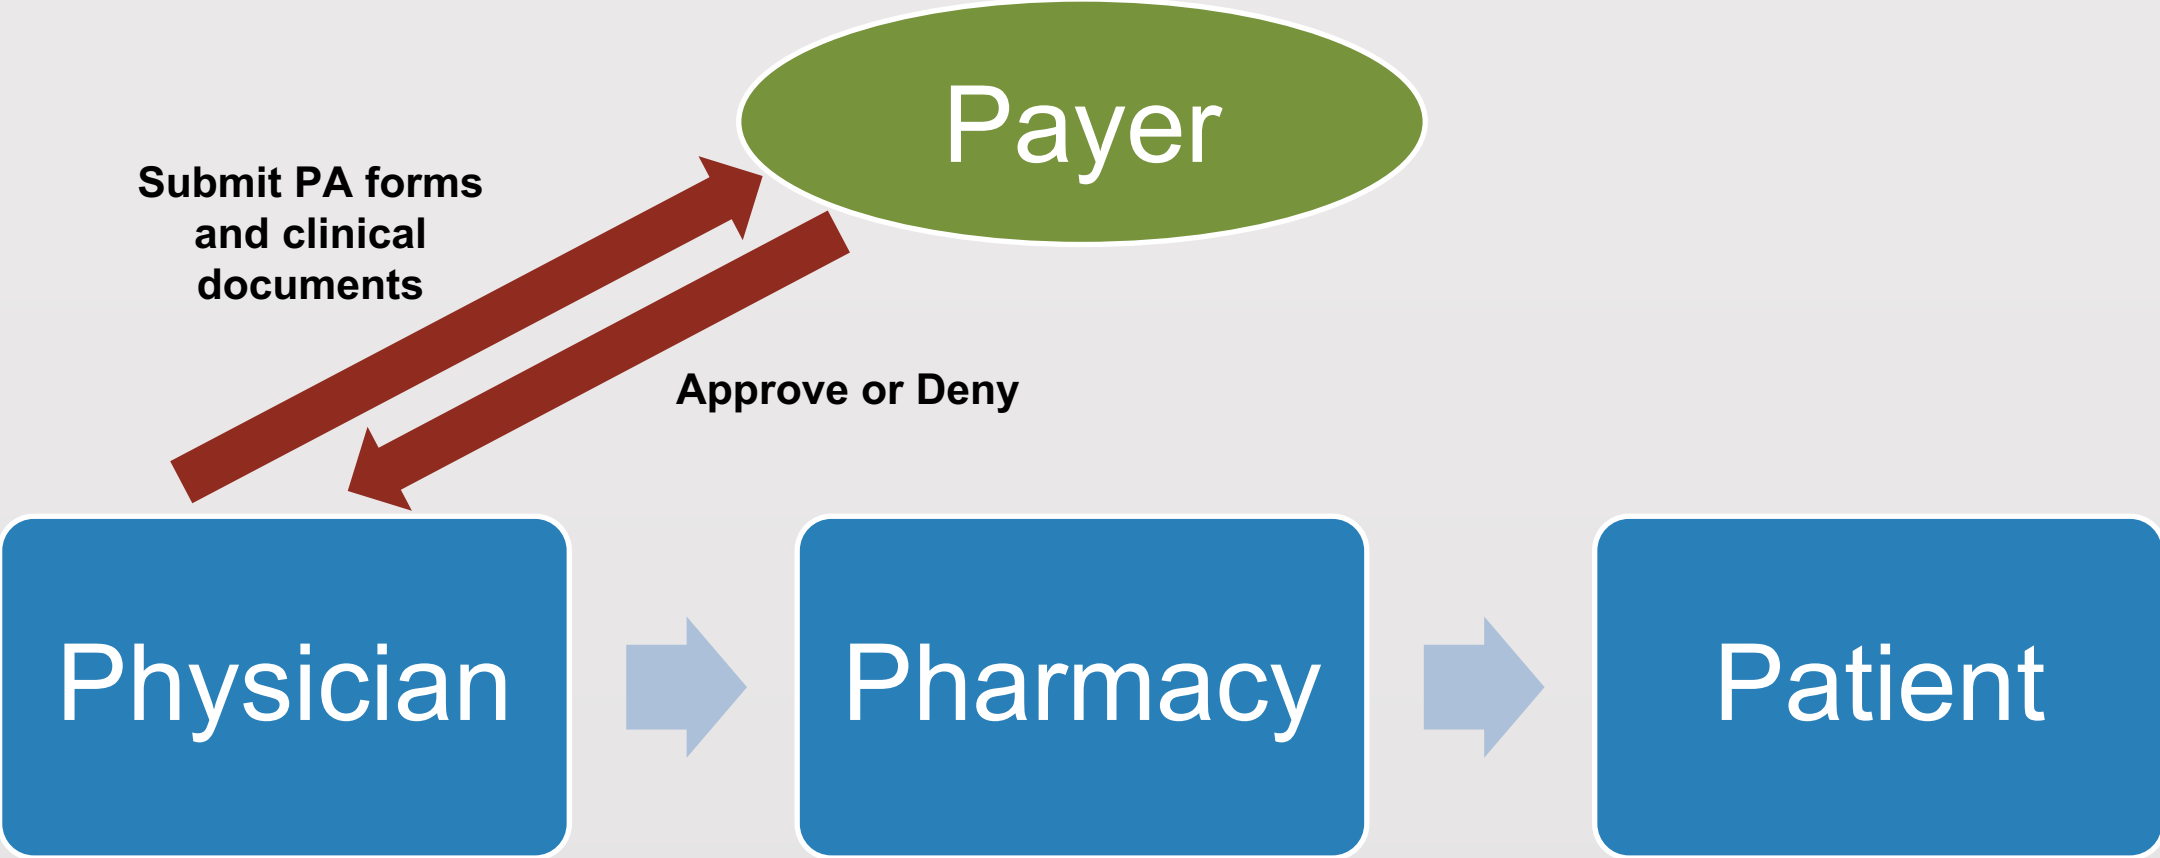 Payer
Submit PA forms
and clinical
documents
Approve or Deny
Physician
Pharmacy
Patient